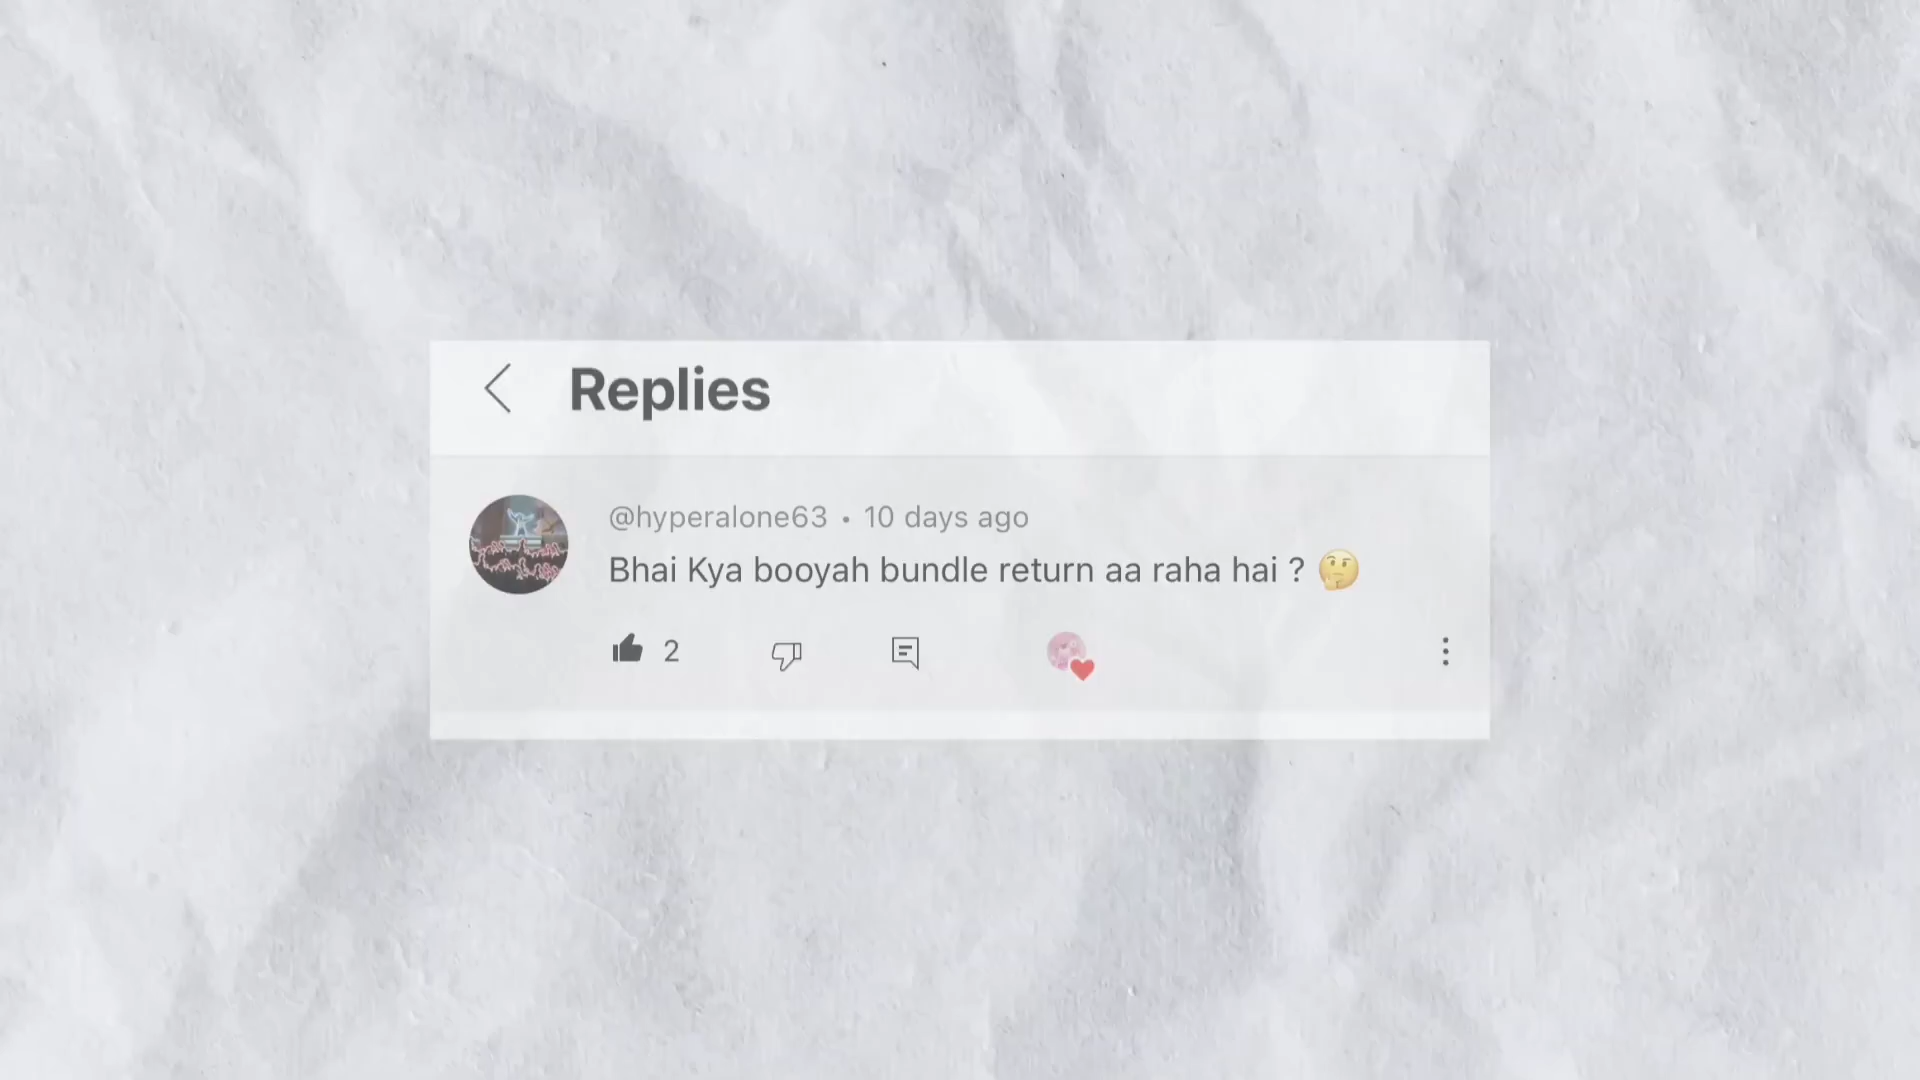 Replies
@hyperalone63 • 10 days ago
Bhai Kya booyah bundle return aa raha hai ? 🤔
2